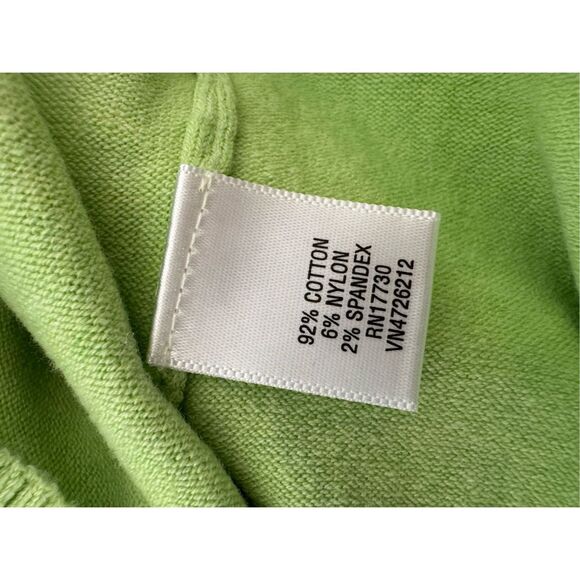 92% COTTON
6% NYLON
2% SPANDEX
RN17730
VN4726212